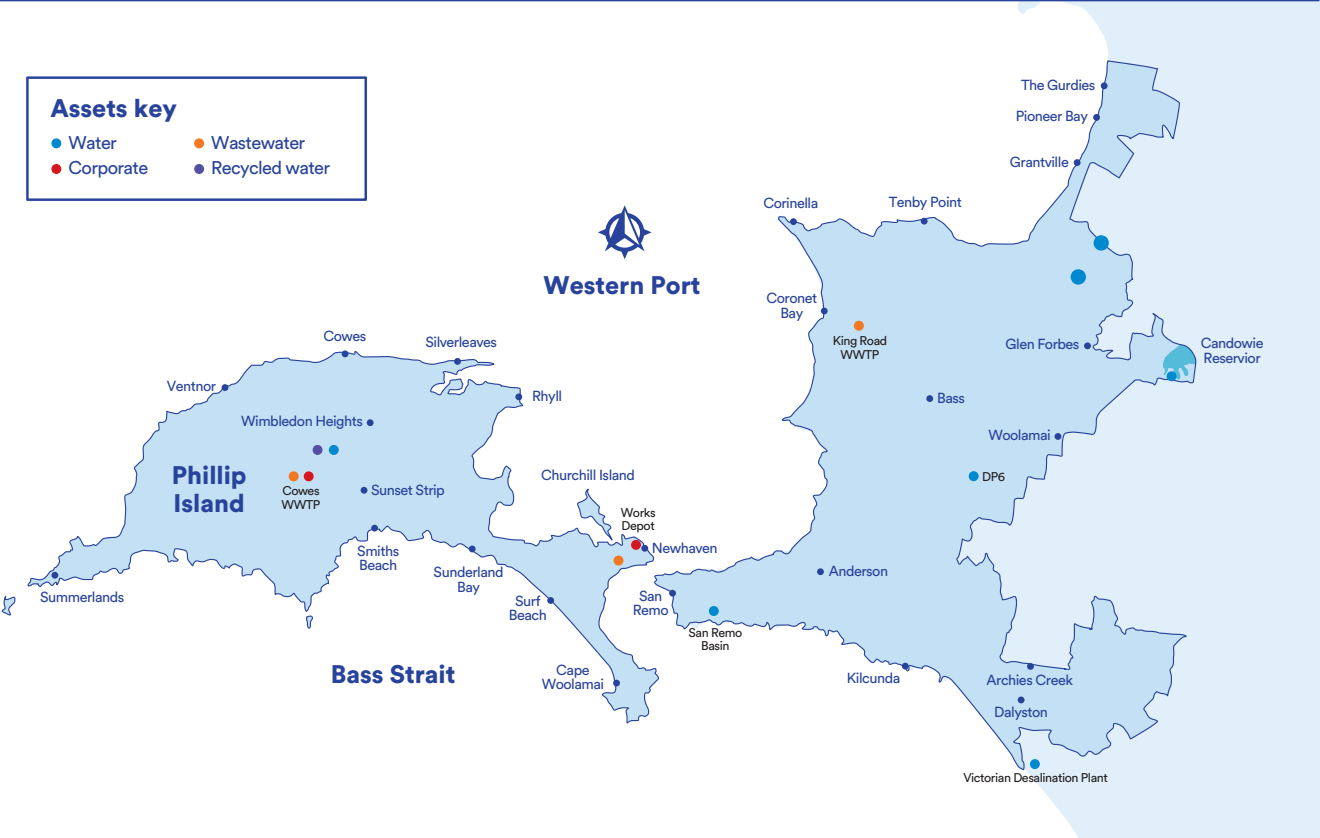 Assets key
Water
Wastewater
Corporate
Recycled water
The Gurdies
Pioneer Bay
Grantville
Corinella
Tenby Point
Western Port
Coronet
Bay
King Road
WWTP
Glen Forbes
Candowie
Reservior
Cowes
Silverleaves
Ventnor
Rhyll
Wimbledon Heights
Bass
Woolamai
Phillip
Island
Cowes
WWTP
Sunset Strip
Churchill Island
DP6
Works
Depot
Newhaven
Smiths
Beach
Sunderland
Bay
Anderson
Summerlands
Surf
Beach
San
Remo
San Remo
Basin
Bass Strait
Cape
Woolamai
Kilcunda
Archies Creek
Dalyston
Victorian Desalination Plant